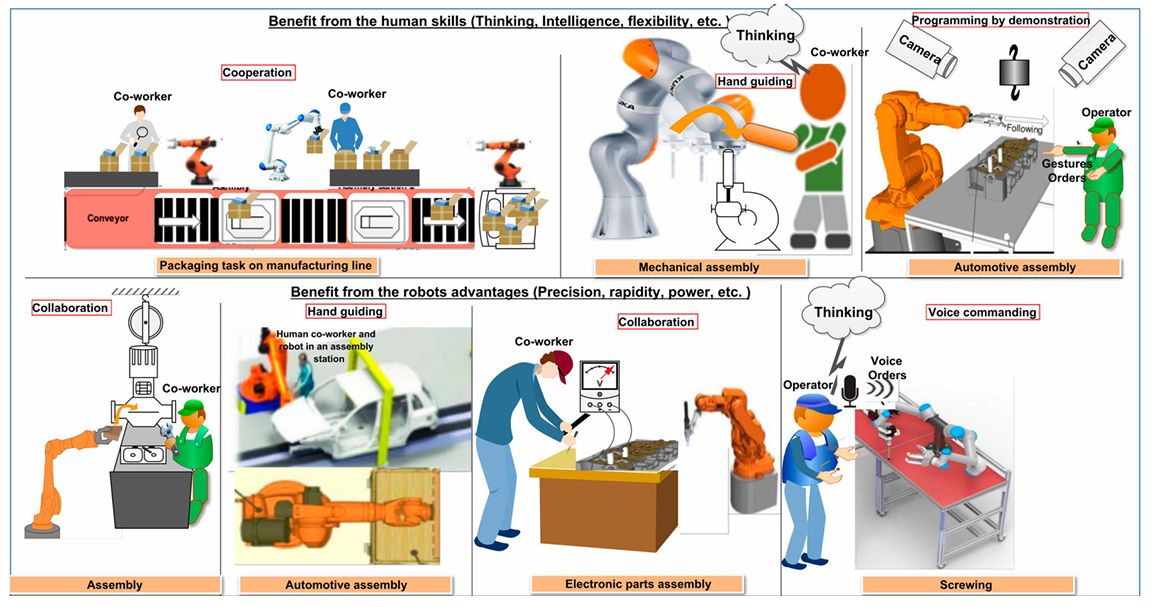 Benefit from the human skills (Thinking, Intelligence, flexibility, etc. )
Cooperation
Co-worker
Co-worker
Conveyor
Packaging task on manufacturing line
Thinking
Co-worker
Hand guiding
KUKA
Mechanical assembly
Programming by demonstration
Camera
Camera
Operator
Following
Gestures
Orders
Automotive assembly
Benefit from the robots advantages (Precision, rapidity, power, etc. )
Collaboration
Co-worker
Assembly
Hand guiding
Human co-worker and
robot in an assembly
station
Automotive assembly
Collaboration
Co-worker
V
Electronic parts assembly
Thinking
Voice commanding
Voice
Orders
Operator
Screwing